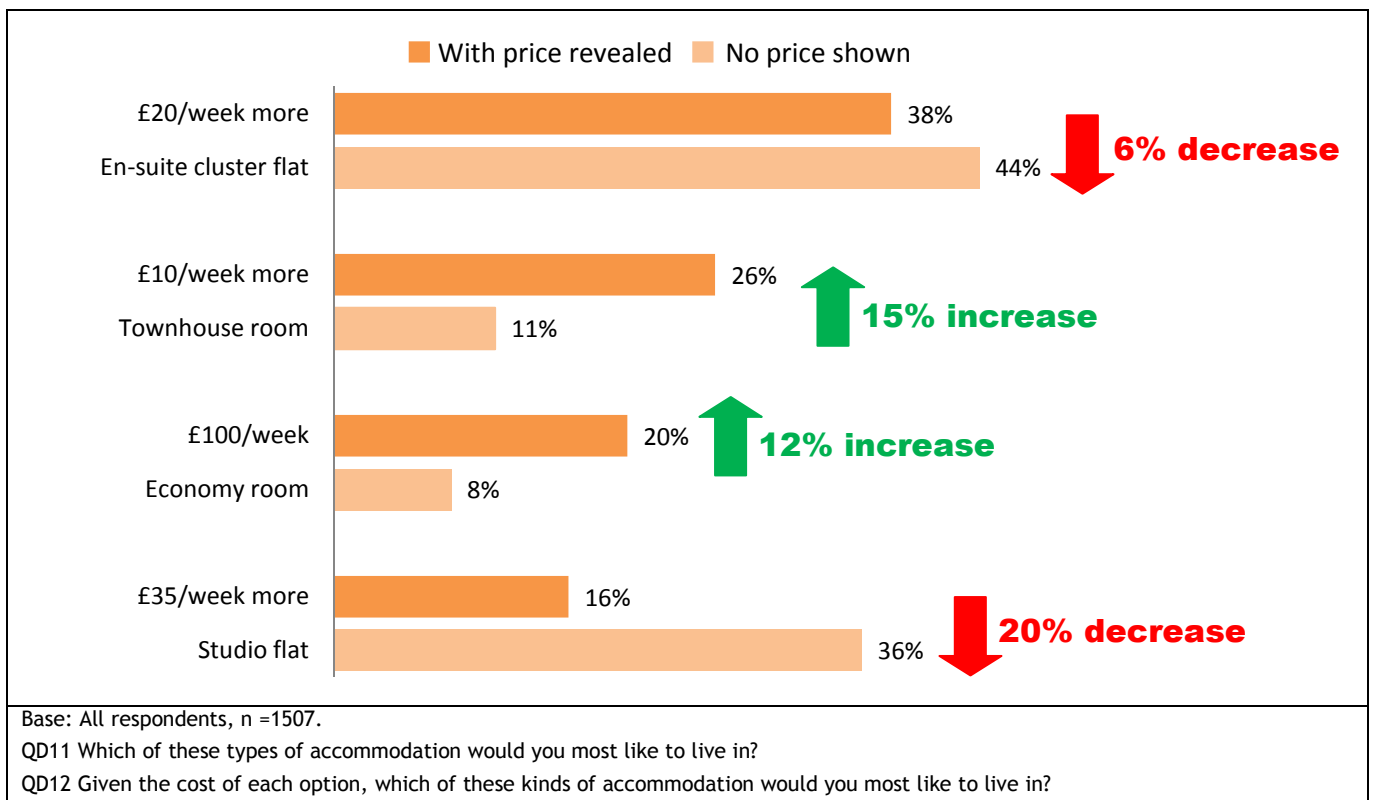 With price revealed No price shown
£20/week more 38%
En-suite cluster flat 44%
6% decrease
£10/week more 26%
Townhouse room 11%
15% increase
£100/week 20%
Economy room 8%
12% increase
£35/week more 16%
Studio flat 36%
20% decrease
Base: All respondents, n =1507.
QD11 Which of these types of accommodation would you most like to live in?
QD12 Given the cost of each option, which of these kinds of accommodation would you most like to live in?